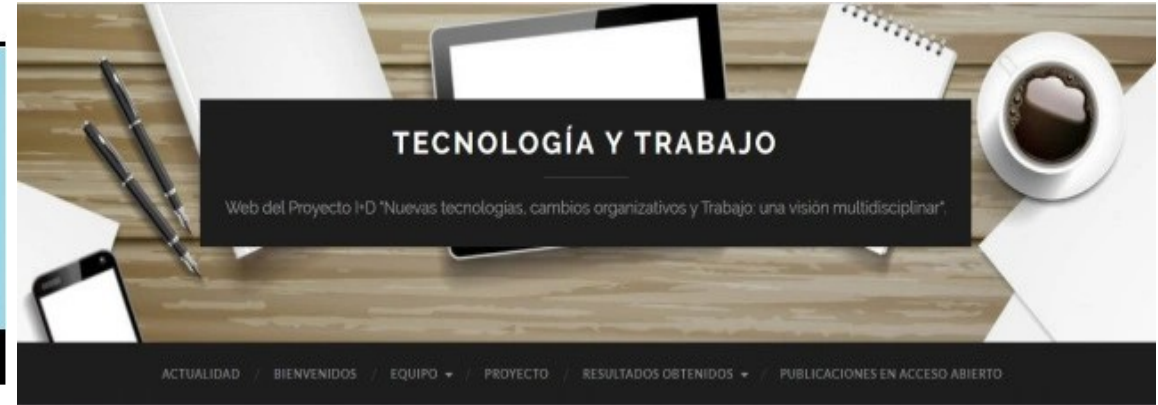 TECNOLOGÍA Y TRABAJO
Web del Proyecto I+D "Nuevas tecnologías, cambios organizativos y Trabajo: una visión multidisciplinar".
ACTUALIDAD / BIENVENIDOS / EQUIPO / PROYECTO / RESULTADOS OBTENIDOS / PUBLICACIONES EN ACCESO ABIERTO